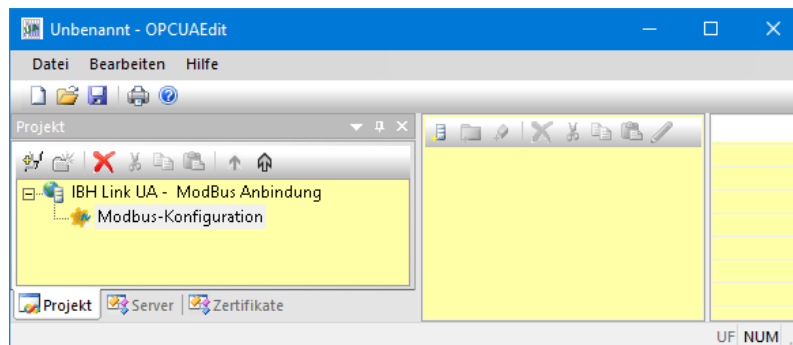 Unbenannt - OPCUAEdit
Datei Bearbeiten Hilfe
Projekt
IBH Link UA - ModBus Anbindung
Modbus-Konfiguration
Projekt Server Zertifikate
UF NUM